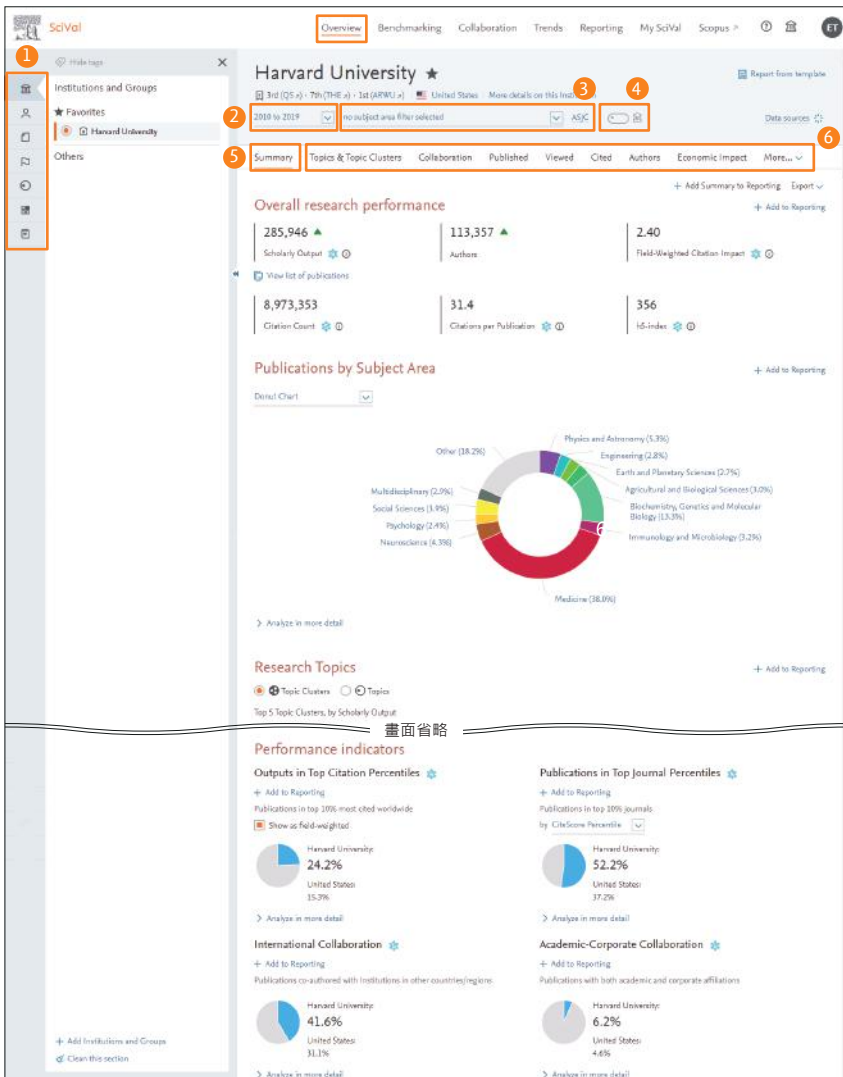 SciVal
Overview Benchmarking Collaboration Trends Reporting My SciVal Scopus ET
1
Hide tags
Institutions and Groups
Favorites
Harvard University
Others
Harvard University
Report from template
3rd (QS) · 7th (THE) · 1st (ARWU) · United States More details on this Inst
3
4
2
2010 to 2019 no subject area filter selected ASJC
Data sources
5
6
Summary Topics & Topic Clusters Collaboration Published Viewed Cited Authors Economic Impact More...
+ Add Summary to Reporting Export
Overall research performance
+ Add to Reporting
285,946 113,357 2.40
Scholarly Output Authors Field-Weighted Citation Impact
View list of publications
8,973,353 31.4 356
Citation Count Citations per Publication h5-index
Publications by Subject Area
+ Add to Reporting
Donut Chart
Physics and Astronomy (5.3%)
Other (18.2%)
Engineering (2.8%)
Earth and Planetary Sciences (2.7%)
Multidisciplinary (2.9%)
Agricultural and Biological Sciences (3.0%)
Social Sciences (3.9%)
Biochemistry, Genetics and Molecular
Biology (13.3%)
Psychology (2.4%)
6
Neuroscience (4.3%)
Immunology and Microbiology (3.2%)
Medicine (38.0%)
Analyze in more detail
Research Topics
+ Add to Reporting
Topic Clusters Topics
Top 5 Topic Clusters, by Scholarly Output
畫面省略
Performance indicators
Outputs in Top Citation Percentiles
+ Add to Reporting
Publications in top 10% most cited worldwide
Show as field-weighted
Harvard University:
24.2%
United States:
15.3%
Analyze in more detail
Publications in Top Journal Percentiles
+ Add to Reporting
Publications in top 10% journals
by CiteScore Percentile
Harvard University:
52.2%
United States:
37.2%
Analyze in more detail
International Collaboration
+ Add to Reporting
Publications co-authored with Institutions in other countries/regions
Harvard University:
41.6%
United States:
31.1%
Analyze in more detail
Academic-Corporate Collaboration
+ Add to Reporting
Publications with both academic and corporate affiliations
Harvard University:
6.2%
United States:
4.6%
Analyze in more detail
+ Add Institutions and Groups
Clean this section